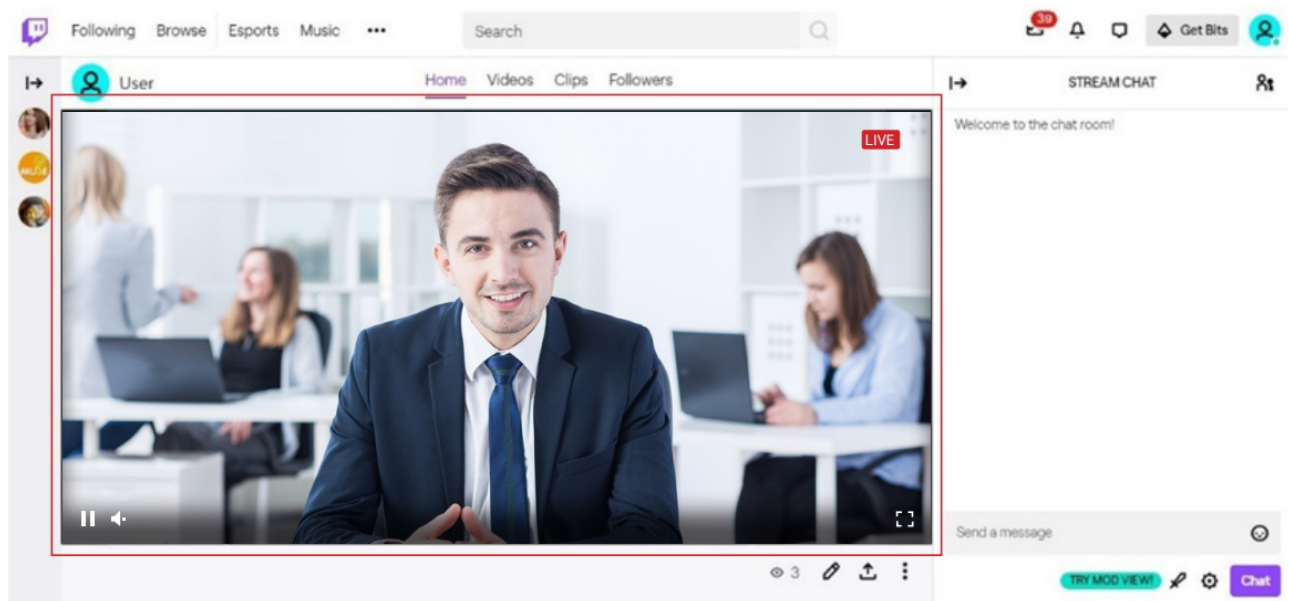 Following Browse Esports Music ••• Search 39 Get Bits
User Home Videos Clips Followers STREAM CHAT
Welcome to the chat room!
LIVE
Send a message
3
TRY MOD VIEW! Chat